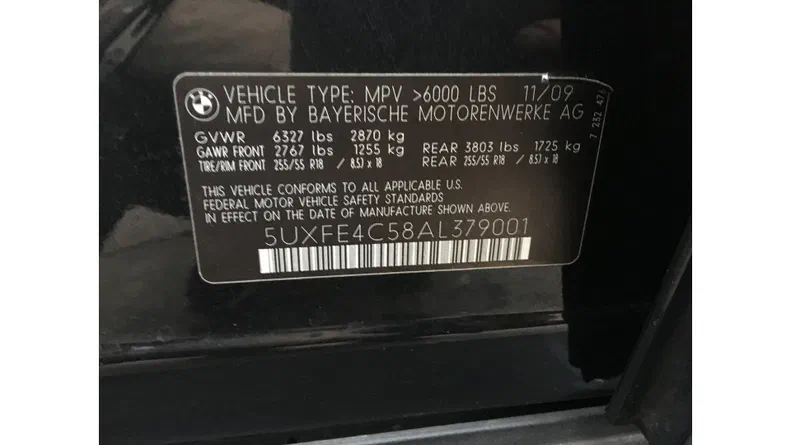 VEHICLE TYPE: MPV >6000 LBS 11/09
MFD BY BAYERISCHE MOTORENWERKE AG
GVWR 6327 lbs 2870 kg
GAWR FRONT 2767 lbs 1255 kg REAR 3803 lbs 1725 kg
TIRE/RIM FRONT 255/55 R18 / 8.5J x 18 REAR 255/55 R18 / 8.5J x 18
THIS VEHICLE CONFORMS TO ALL APPLICABLE U.S.
FEDERAL MOTOR VEHICLE SAFETY STANDARDS
IN EFFECT ON THE DATE OF MANUFACTURE SHOWN ABOVE.
5UXFE4C58AL379001
7 232
BMW